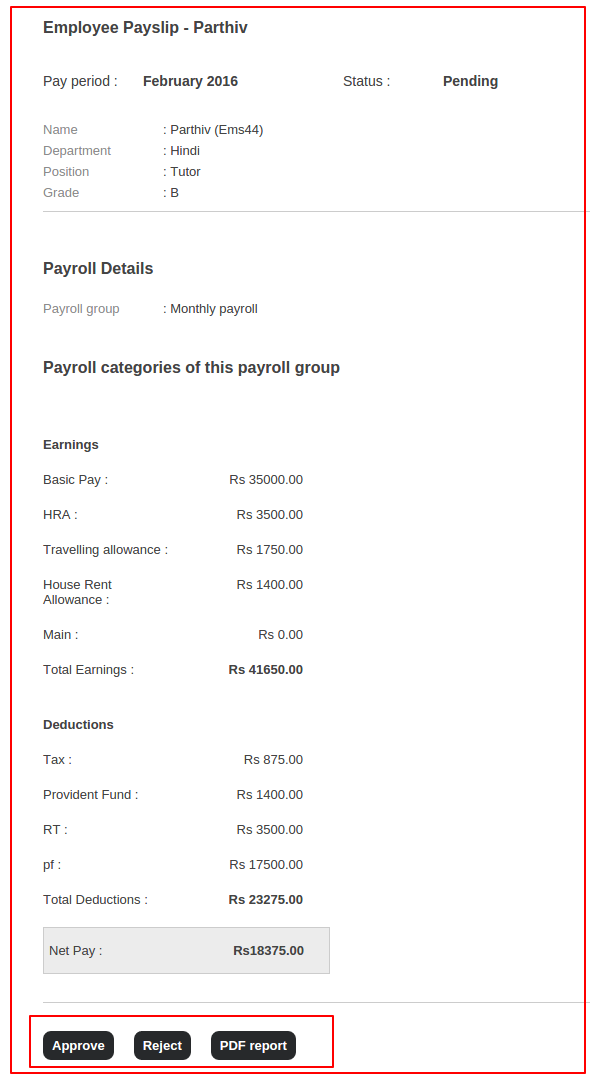 Employee Payslip - Parthiv
Pay period : February 2016 Status : Pending
Name : Parthiv (Ems44)
Department : Hindi
Position : Tutor
Grade : B
Payroll Details
Payroll group : Monthly payroll
Payroll categories of this payroll group
Earnings
Basic Pay : Rs 35000.00
HRA : Rs 3500.00
Travelling allowance : Rs 1750.00
House Rent Rs 1400.00
Allowance :
Main : Rs 0.00
Total Earnings : Rs 41650.00
Deductions
Tax : Rs 875.00
Provident Fund : Rs 1400.00
RT : Rs 3500.00
pf : Rs 17500.00
Total Deductions : Rs 23275.00
Net Pay : Rs18375.00
Approve Reject PDF report